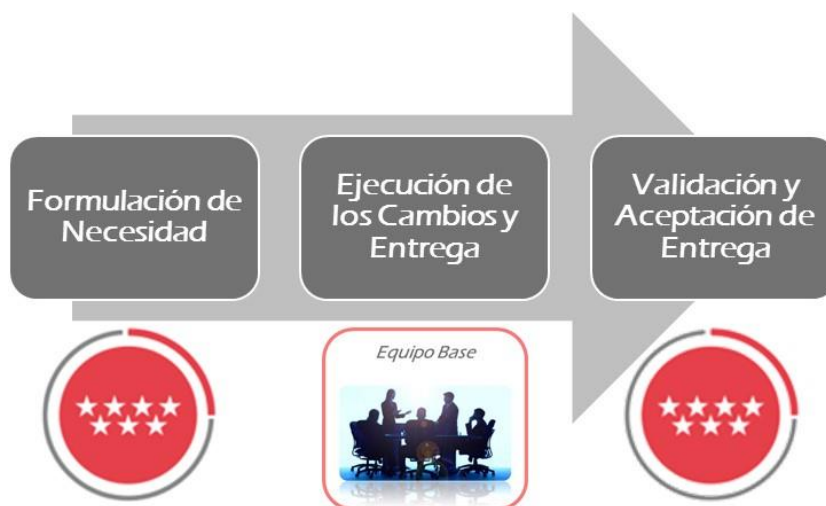 Formulación de
Necesidad
Ejecución de
los Cambios y
Entrega
Validación y
Aceptación de
Entrega
Equipo Base